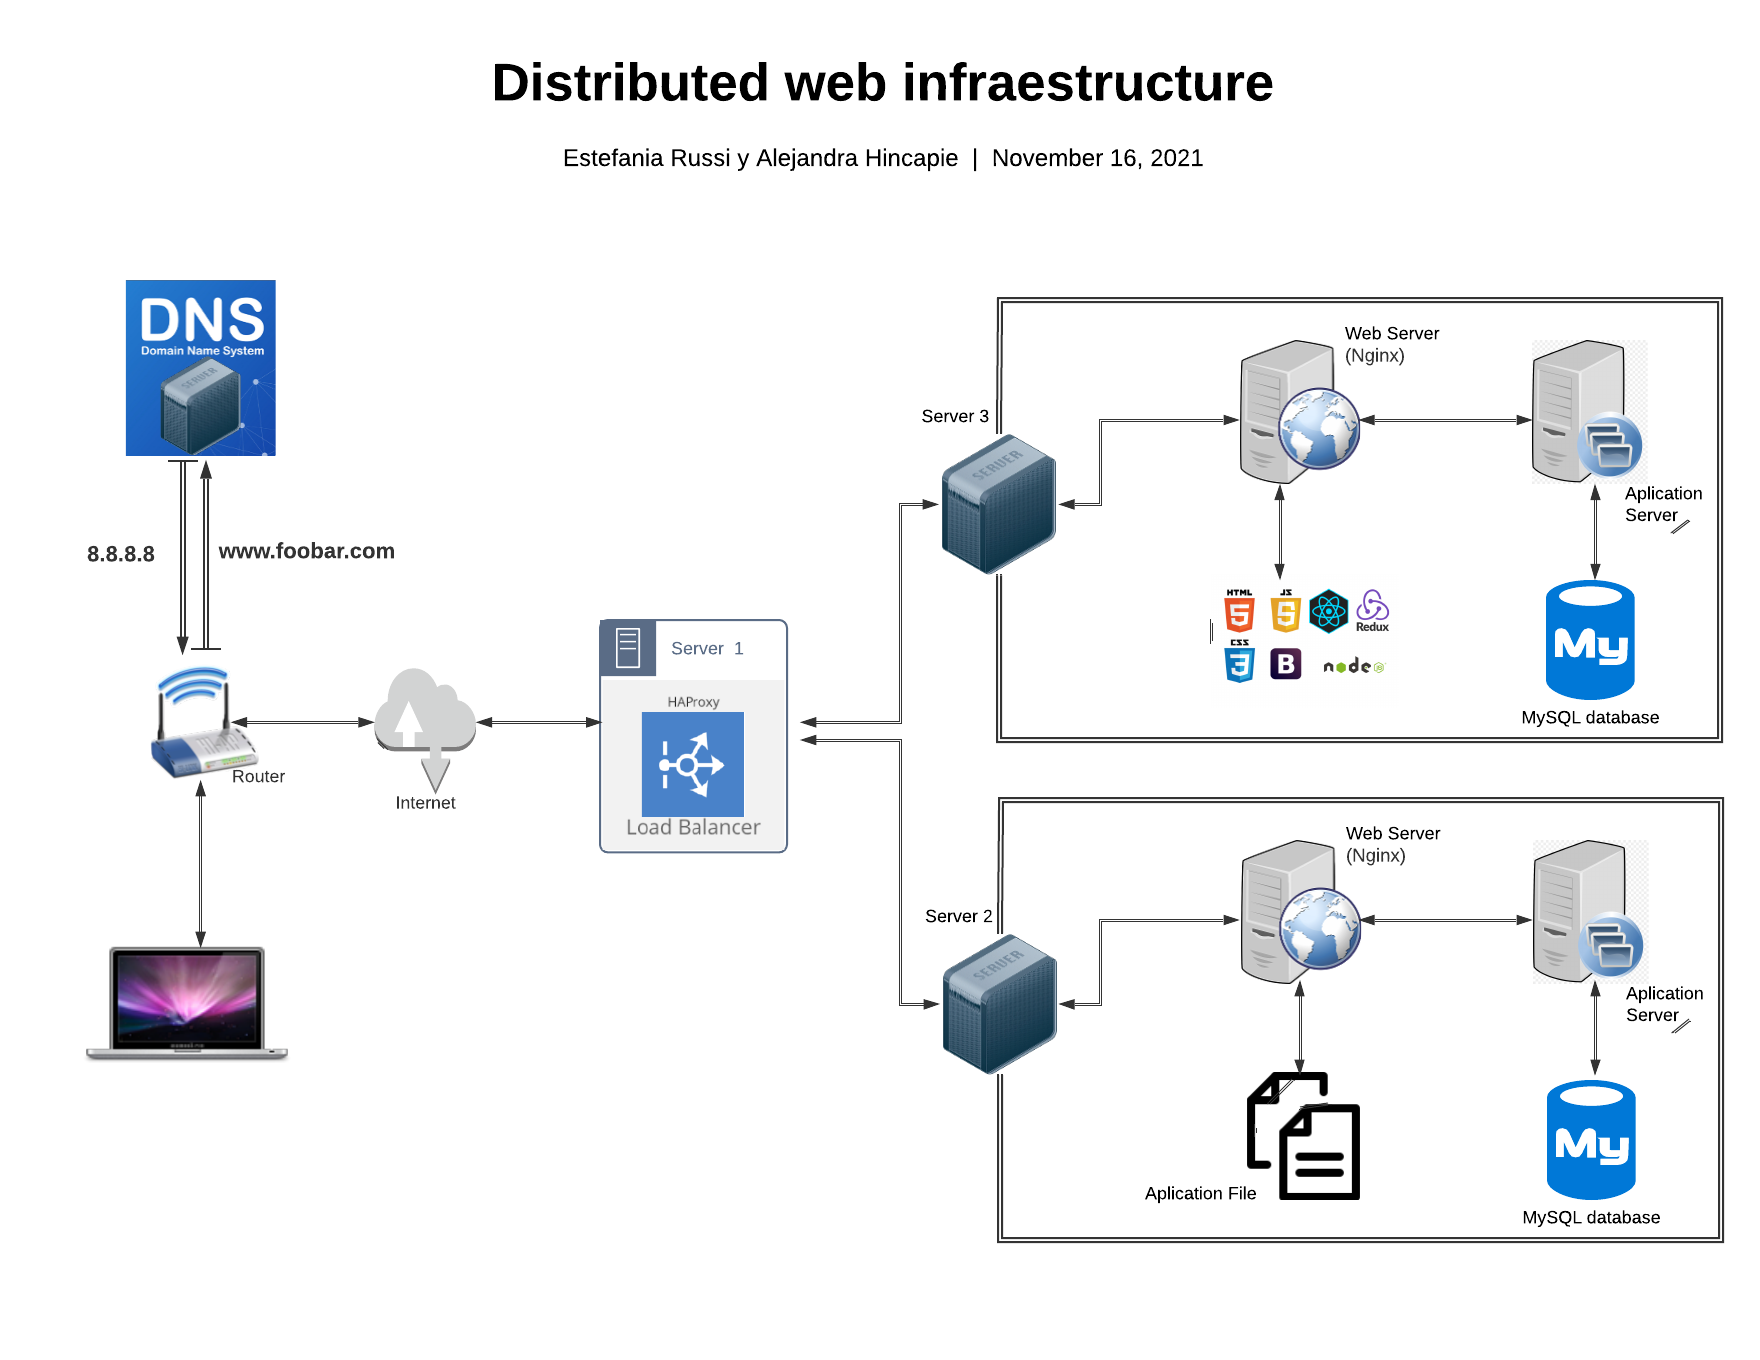 Distributed web infraestructure
Estefania Russi y Alejandra Hincapie | November 16, 2021
DNS
Domain Name System
SERVER
8.8.8.8
www.foobar.com
Router
Internet
Server 1
HAProxy
Load Balancer
Server 3
SERVER
Web Server
(Nginx)
Aplication
Server
HTML
5
JS
5
Redux
CSS
3
B
node
JS
My
MySQL database
Server 2
SERVER
Web Server
(Nginx)
Aplication
Server
Aplication File
My
MySQL database